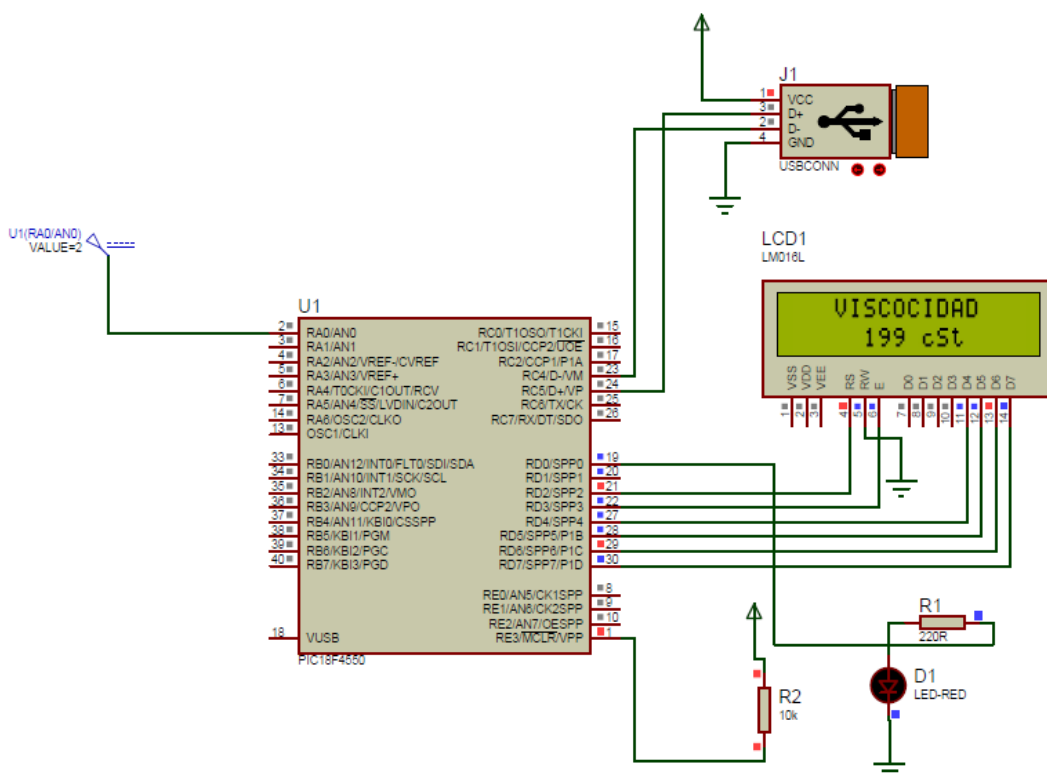 J1
1
VCC
3
D+
2
D-
4
GND
USBCONN
U1(RA0/AN0)
VALUE=2
LCD1
LM016L
VISCOCIDAD
199 cSt
VSS
VDD
VEE
RS
RW
E
D0
D1
D2
D3
D4
D5
D6
D7
1
2
3
4
5
6
7
8
9
10
11
12
13
14
U1
2
RA0/AN0
3
RA1/AN1
4
RA2/AN2/VREF-/CVREF
5
RA3/AN3/VREF+
6
RA4/T0CKI/C1OUT/RCV
7
RA5/AN4/SS/LVDIN/C2OUT
14
RA6/OSC2/CLKO
13
OSC1/CLKI
33
RB0/AN12/INT0/FLT0/SDI/SDA
34
RB1/AN10/INT1/SCK/SCL
35
RB2/AN8/INT2/VMO
36
RB3/AN9/CCP2/VPO
37
RB4/AN11/KBI0/CSSPP
38
RB5/KBI1/PGM
39
RB6/KBI2/PGC
40
RB7/KBI3/PGD
18
VUSB
RC0/T1OSO/T1CKI
15
RC1/T1OSI/CCP2/UOE
16
RC2/CCP1/P1A
17
RC4/D-/VM
23
RC5/D+/VP
24
RC6/TX/CK
25
RC7/RX/DT/SDO
26
RD0/SPP0
19
RD1/SPP1
20
RD2/SPP2
21
RD3/SPP3
22
RD4/SPP4
27
RD5/SPP5/P1B
28
RD6/SPP6/P1C
29
RD7/SPP7/P1D
30
RE0/AN5/CK1SPP
8
RE1/AN6/CK2SPP
9
RE2/AN7/OESPP
10
RE3/MCLR/VPP
1
PIC18F4550
R1
220R
D1
LED-RED
R2
10k